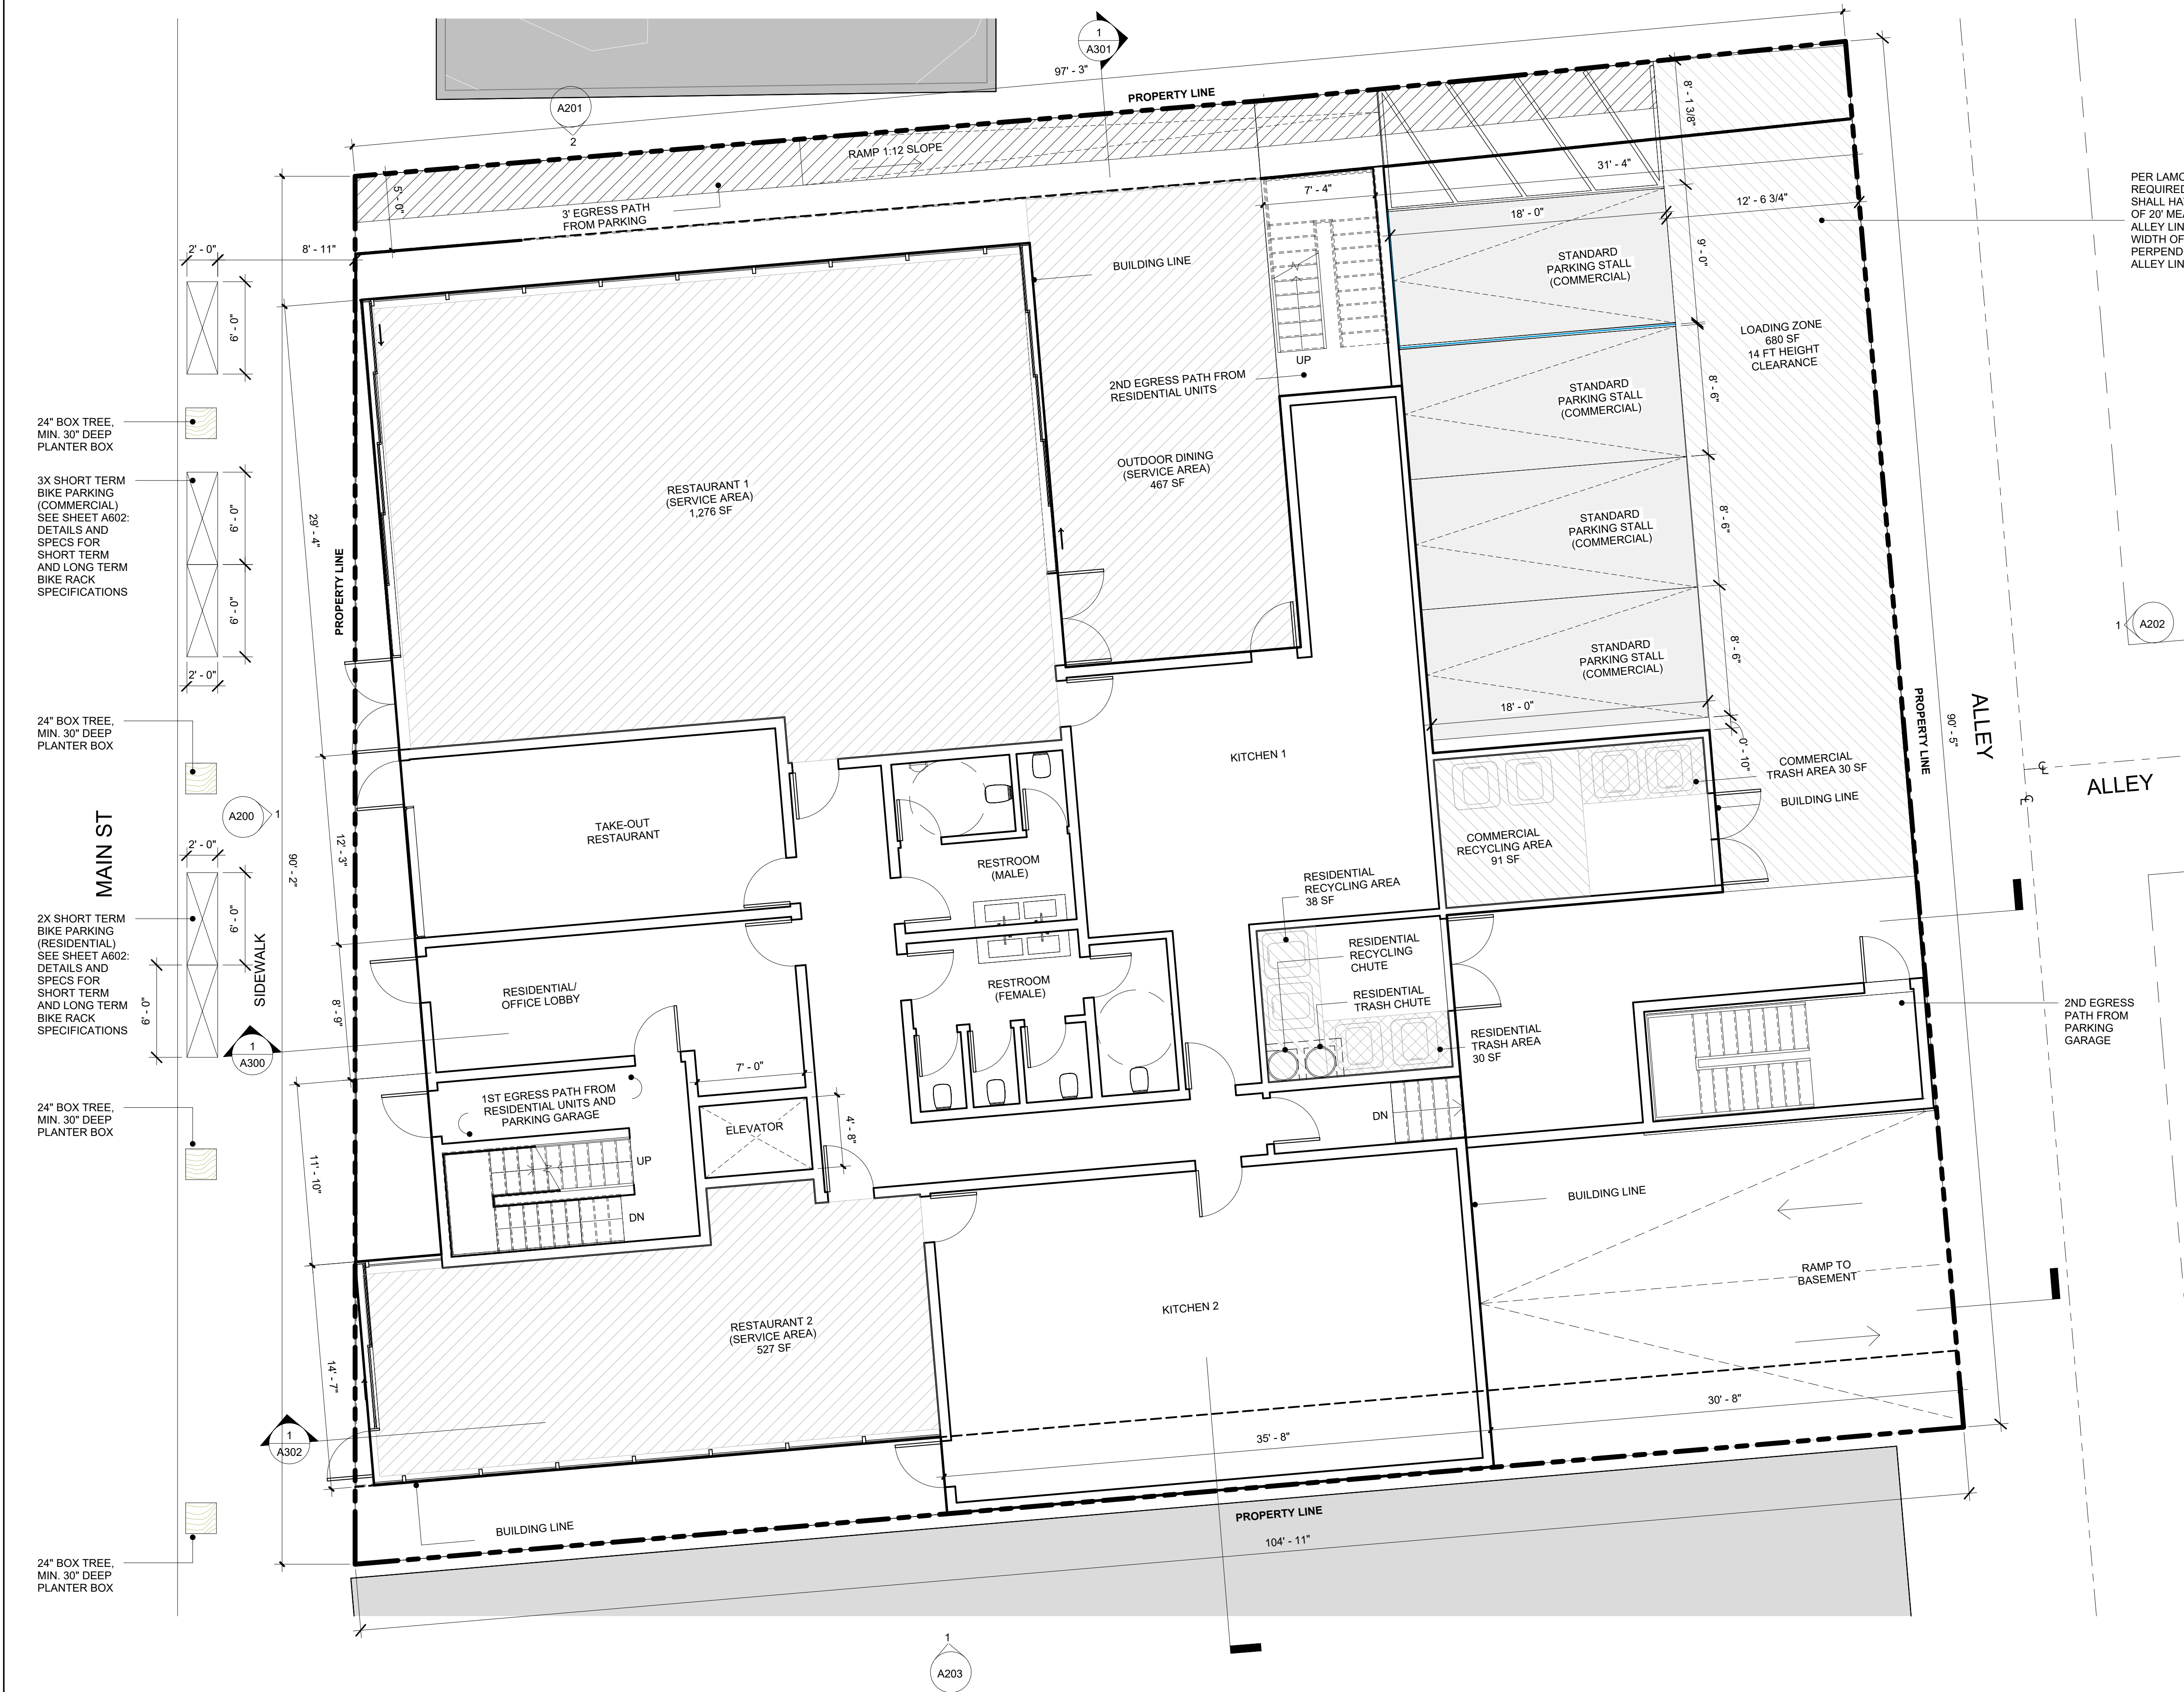 1
A301
97' - 3"
PROPERTY LINE
A201
2
RAMP 1:12 SLOPE
8' - 1 3/8"
31' - 4"
5' - 0"
3' EGRESS PATH
FROM PARKING
7' - 4"
18' - 0"
12' - 6 3/4"
PER LAMC
REQUIRED
OF 20' MEA
ALLEY LIN
WIDTH OF
PERPEND
ALLEY LIN
2' - 0"
8' - 11"
6' - 0"
BUILDING LINE
STANDARD
PARKING STALL
(COMMERCIAL)
9' - 0"
LOADING ZONE
680 SF
14 FT HEIGHT
CLEARANCE
UP
2ND EGRESS PATH FROM
RESIDENTIAL UNITS
STANDARD
PARKING STALL
(COMMERCIAL)
8' - 6"
24" BOX TREE,
MIN. 30" DEEP
PLANTER BOX
3X SHORT TERM
BIKE PARKING
(COMMERCIAL)
SEE SHEET A602:
DETAILS AND
SPECS FOR
SHORT TERM
AND LONG TERM
BIKE RACK
SPECIFICATIONS
6' - 0"
6' - 0"
2' - 0"
29' - 4"
PROPERTY LINE
RESTAURANT 1
(SERVICE AREA)
1,276 SF
OUTDOOR DINING
(SERVICE AREA)
467 SF
STANDARD
PARKING STALL
(COMMERCIAL)
8' - 6"
STANDARD
PARKING STALL
(COMMERCIAL)
8' - 6"
18' - 0"
0' - 10"
1
A202
PROPERTY LINE
90' - 5"
ALLEY
ALLEY
24" BOX TREE,
MIN. 30" DEEP
PLANTER BOX
A200
1
MAIN ST
2' - 0"
12' - 3"
90' - 2"
TAKE-OUT
RESTAURANT
KITCHEN 1
COMMERCIAL
TRASH AREA 30 SF
BUILDING LINE
COMMERCIAL
RECYCLING AREA
91 SF
RESTROOM
(MALE)
RESIDENTIAL
RECYCLING AREA
38 SF
2X SHORT TERM
BIKE PARKING
(RESIDENTIAL)
SEE SHEET A602:
DETAILS AND
SPECS FOR
SHORT TERM
AND LONG TERM
BIKE RACK
SPECIFICATIONS
6' - 0"
6' - 0"
SIDEWALK
1
A300
8' - 9"
RESIDENTIAL/
OFFICE LOBBY
RESTROOM
(FEMALE)
RESIDENTIAL
RECYCLING
CHUTE
RESIDENTIAL
TRASH CHUTE
RESIDENTIAL
TRASH AREA
30 SF
2ND EGRESS
PATH FROM
PARKING
GARAGE
7' - 0"
1ST EGRESS PATH FROM
RESIDENTIAL UNITS AND
PARKING GARAGE
ELEVATOR
4' - 8"
DN
24" BOX TREE,
MIN. 30" DEEP
PLANTER BOX
11' - 10"
UP
DN
BUILDING LINE
RAMP TO
BASEMENT
KITCHEN 2
RESTAURANT 2
(SERVICE AREA)
527 SF
14' - 7"
1
A302
35' - 8"
30' - 8"
BUILDING LINE
PROPERTY LINE
104' - 11"
24" BOX TREE,
MIN. 30" DEEP
PLANTER BOX
1
A203